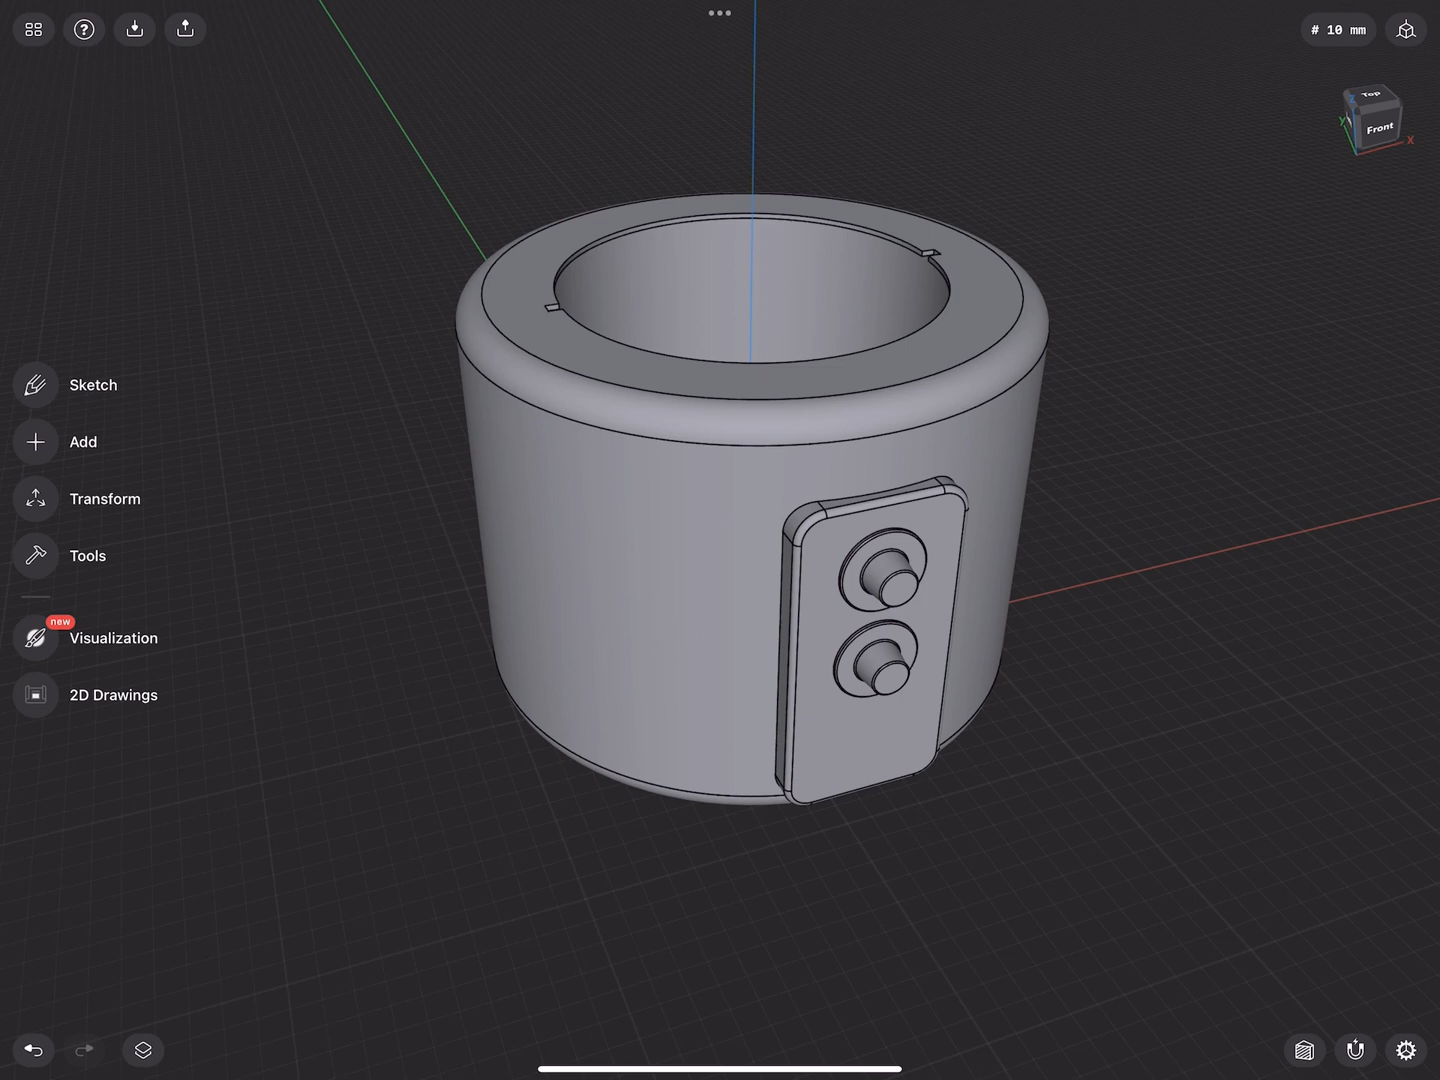 # 10 mm
Top
Front
Z
Y
X
Sketch
Add
Transform
Tools
new
Visualization
2D Drawings